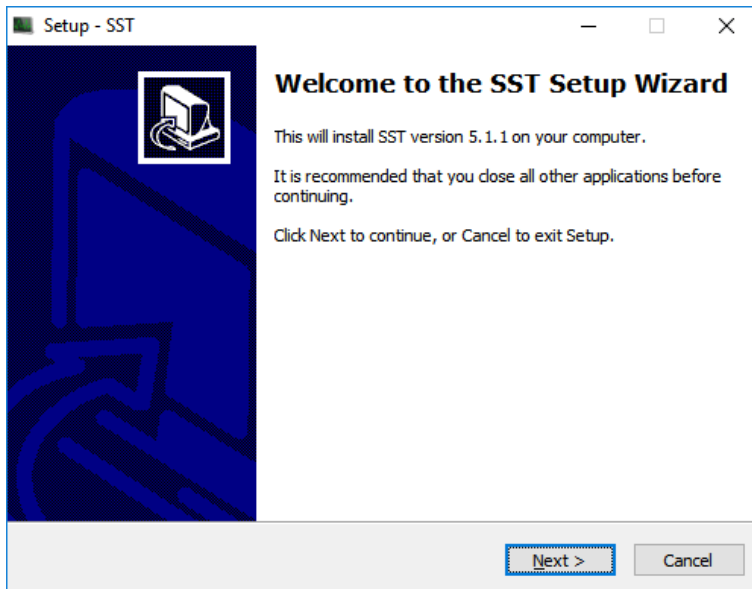 Setup - SST
Welcome to the SST Setup Wizard
This will install SST version 5.1.1 on your computer.
It is recommended that you close all other applications before
continuing.
Click Next to continue, or Cancel to exit Setup.
Next >
Cancel